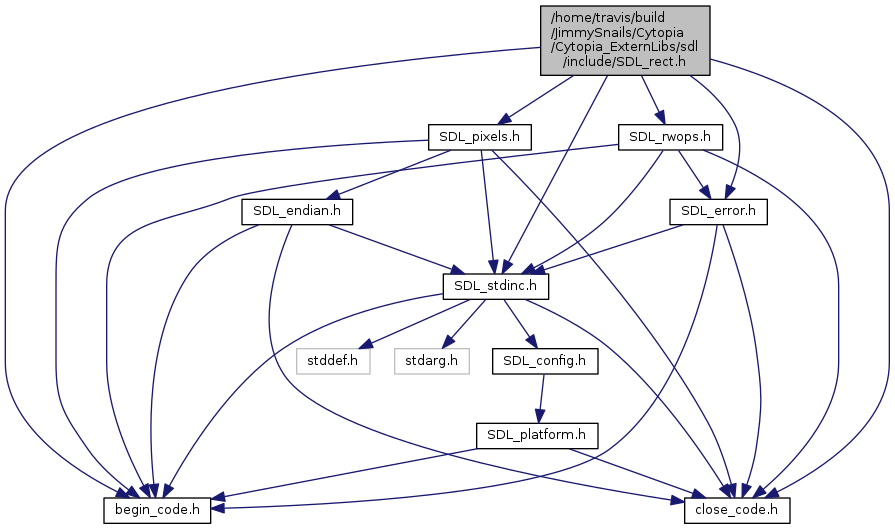 /home/travis/build
/JimmySnails/Cytopia
/Cytopia_ExternLibs/sdl
/include/SDL_rect.h
SDL_pixels.h
SDL_rwops.h
SDL_endian.h
SDL_error.h
SDL_stdinc.h
stddef.h
stdarg.h
SDL_config.h
SDL_platform.h
begin_code.h
close_code.h